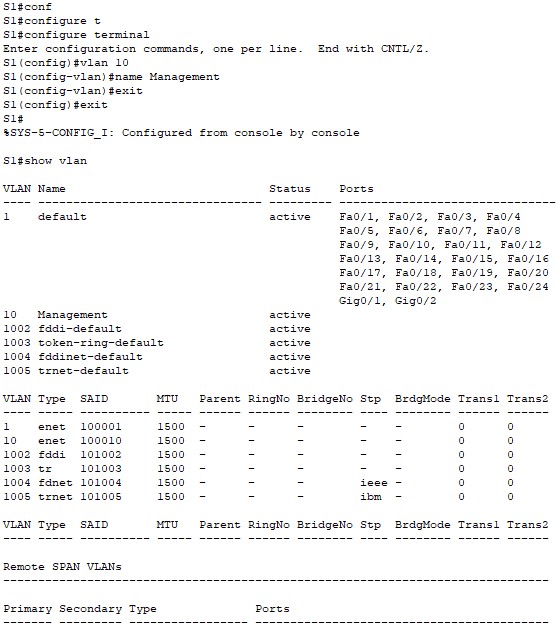 S1#conf
S1#configure t
S1#configure terminal
Enter configuration commands, one per line.  End with CNTL/Z.
S1(config)#vlan 10
S1(config-vlan)#name Management
S1(config-vlan)#exit
S1(config)#exit
S1#
%SYS-5-CONFIG_I: Configured from console by console

S1#show vlan

VLAN Name                             Status    Ports
---- -------------------------------- --------- -------------------------------
1    default                          active    Fa0/1, Fa0/2, Fa0/3, Fa0/4
                                                Fa0/5, Fa0/6, Fa0/7, Fa0/8
                                                Fa0/9, Fa0/10, Fa0/11, Fa0/12
                                                Fa0/13, Fa0/14, Fa0/15, Fa0/16
                                                Fa0/17, Fa0/18, Fa0/19, Fa0/20
                                                Fa0/21, Fa0/22, Fa0/23, Fa0/24
                                                Gig0/1, Gig0/2
10   Management                       active
1002 fddi-default                     active
1003 token-ring-default               active
1004 fddinet-default                  active
1005 trnet-default                    active

VLAN Type  SAID       MTU   Parent RingNo BridgeNo Stp  BrdgMode Trans1 Trans2
---- ----- ---------- ----- ------ ------ -------- ---- -------- ------ ------
1    enet  100001     1500  -      -      -        -    -        0      0
10   enet  100010     1500  -      -      -        -    -        0      0
1002 fddi  101002     1500  -      -      -        -    -        0      0
1003 tr    101003     1500  -      -      -        -    -        0      0
1004 fdnet 101004     1500  -      -      -        ieee -        0      0
1005 trnet 101005     1500  -      -      -        ibm  -        0      0

VLAN Type  SAID       MTU   Parent RingNo BridgeNo Stp  BrdgMode Trans1 Trans2
---- ----- ---------- ----- ------ ------ -------- ---- -------- ------ ------

Remote SPAN VLANs
------------------------------------------------------------------------------

Primary Secondary Type              Ports
------- --------- ----------------- ------------------------------------------